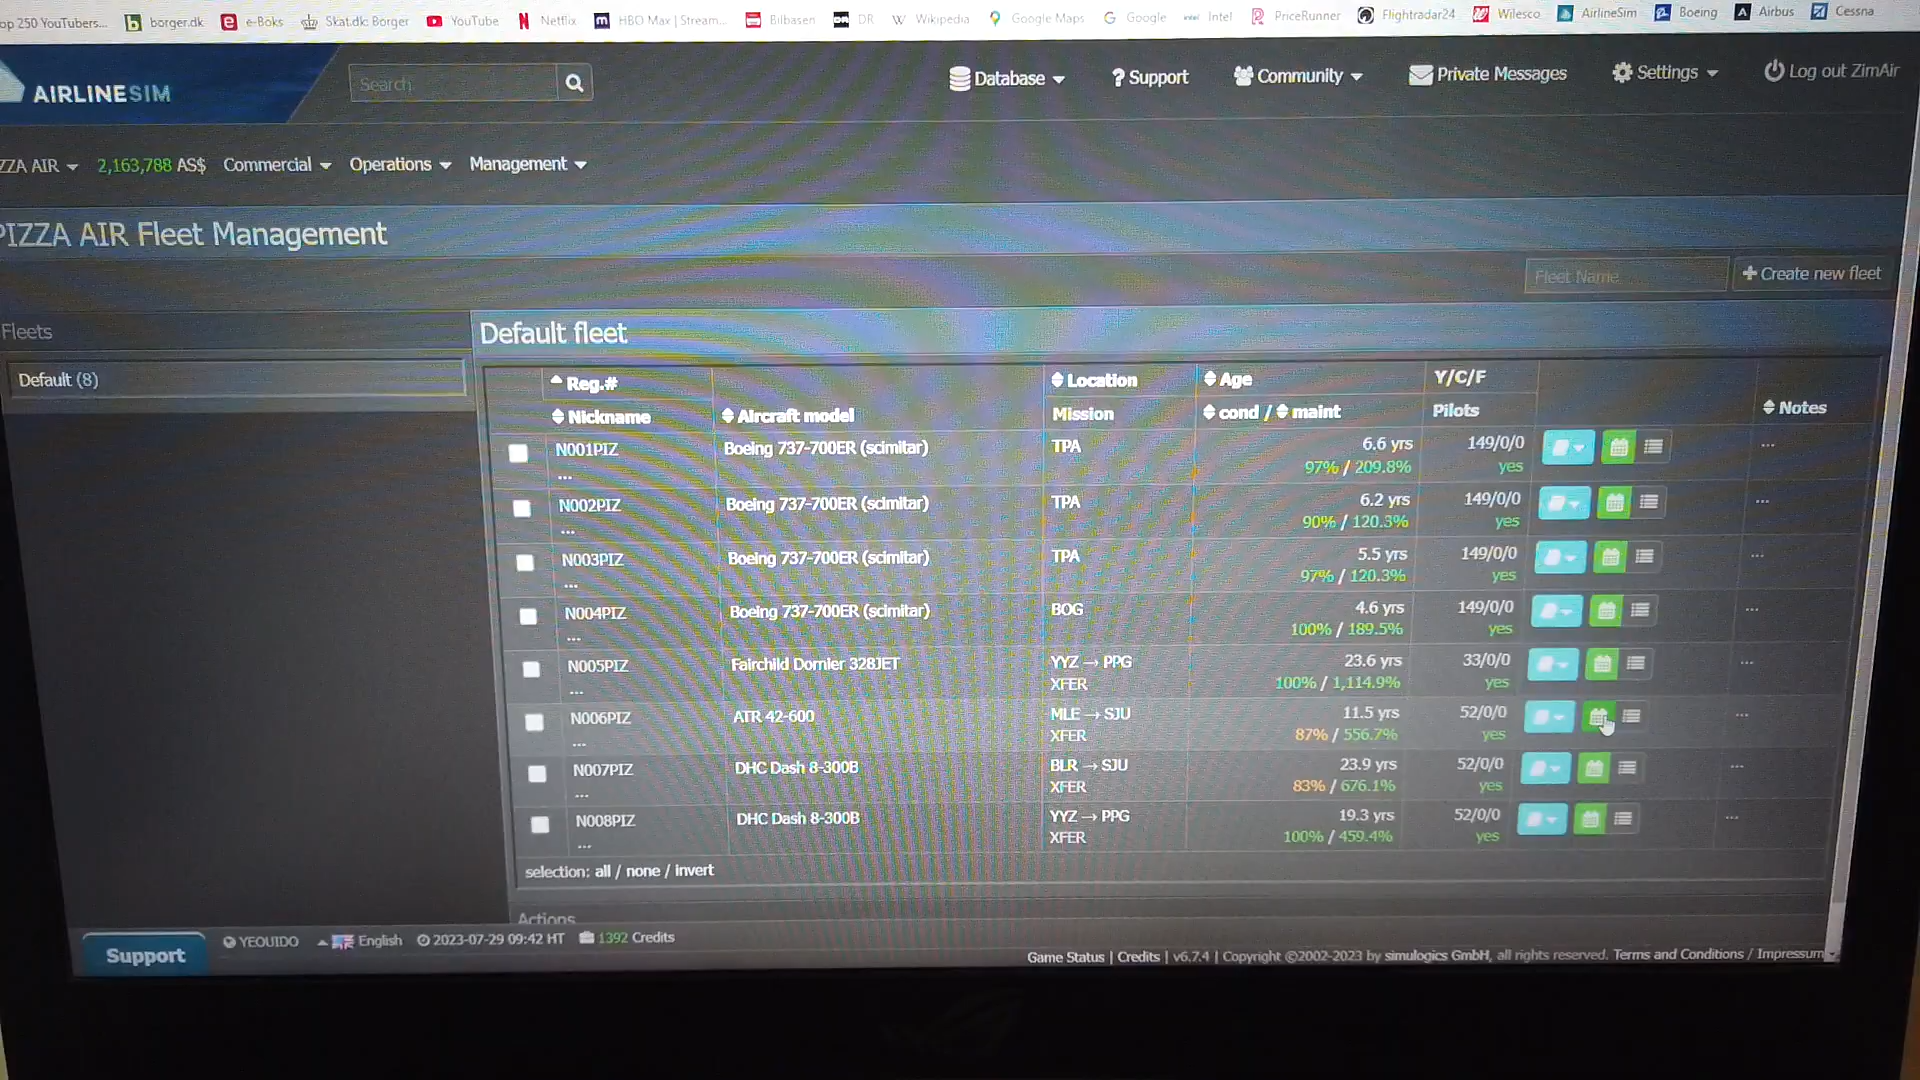 op 250 YouTubers... borger.dk e-Boks Skat.dk: Borger YouTube Netflix HBO Max | Stream... Bilbasen DR Wikipedia Google Maps Google Intel PriceRunner Flightradar24 Wilesco AirlineSim Boeing Airbus Cessna
AIRLINESIM Search Database ? Support Community Private Messages Settings Log out ZimAir
ZZA AIR 2,163,788 AS$ Commercial Operations Management
PIZZA AIR Fleet Management
Fleet Name + Create new fleet
Fleets
Default (8)
Default fleet
Reg.# Location Age Y/C/F
Nickname Aircraft model Mission cond / maint Pilots Notes
N001PIZ Boeing 737-700ER (scimitar) TPA 6.6 yrs 149/0/0 ...
... 97% / 209.8% yes
N002PIZ Boeing 737-700ER (scimitar) TPA 6.2 yrs 149/0/0 ...
... 90% / 120.3% yes
N003PIZ Boeing 737-700ER (scimitar) TPA 5.5 yrs 149/0/0 ...
... 97% / 120.3% yes
N004PIZ Boeing 737-700ER (scimitar) BOG 4.6 yrs 149/0/0 ...
... 100% / 189.5% yes
N005PIZ Fairchild Dornier 328JET YYZ → PPG 23.6 yrs 33/0/0 ...
... XFER 100% / 1,114.9% yes
N006PIZ ATR 42-600 MLE → SJU 11.5 yrs 52/0/0 ...
... XFER 87% / 556.7% yes
N007PIZ DHC Dash 8-300B BLR → SJU 23.9 yrs 52/0/0 ...
... XFER 83% / 676.1% yes
N008PIZ DHC Dash 8-300B YYZ → PPG 19.3 yrs 52/0/0 ...
... XFER 100% / 459.4% yes
selection: all / none / invert
Actions
Support YEOUIDO English 2023-07-29 09:42 HT 1392 Credits
Game Status | Credits | v6.7.4 | Copyright ©2002-2023 by simulogics GmbH, all rights reserved. Terms and Conditions / Impressum